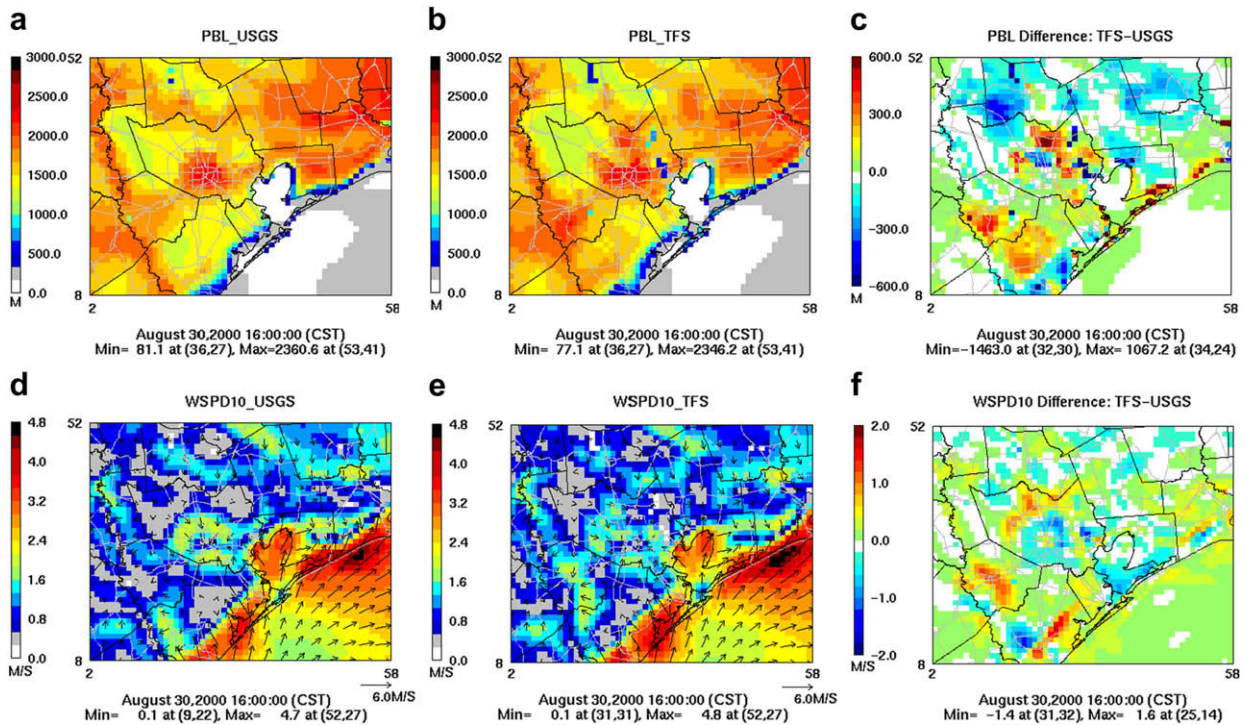 a
PBL_USGS
3000.0
2500.0
2000.0
1500.0
1000.0
500.0
0.0
M
52
8
2
58
August 30,2000 16:00:00 (CST)
Min= 81.1 at (36,27), Max=2360.6 at (53,41)
b
PBL_TFS
3000.0
2500.0
2000.0
1500.0
1000.0
500.0
0.0
M
52
8
2
58
August 30,2000 16:00:00 (CST)
Min= 77.1 at (36,27), Max=2346.2 at (53,41)
c
PBL Difference: TFS-USGS
600.0
300.0
0.0
-300.0
-600.0
M
52
8
2
58
August 30,2000 16:00:00 (CST)
Min=-1463.0 at (32,30), Max= 1067.2 at (34,24)
d
WSPD10_USGS
4.8
4.0
3.2
2.4
1.6
0.8
0.0
M/S
52
8
2
58
6.0M/S
August 30,2000 16:00:00 (CST)
Min= 0.1 at (9,22), Max= 4.7 at (52,27)
e
WSPD10_TFS
4.8
4.0
3.2
2.4
1.6
0.8
0.0
M/S
52
8
2
58
6.0M/S
August 30,2000 16:00:00 (CST)
Min= 0.1 at (31,31), Max= 4.8 at (52,27)
f
WSPD10 Difference: TFS-USGS
2.0
1.0
0.0
-1.0
-2.0
M/S
52
8
2
58
August 30,2000 16:00:00 (CST)
Min= -1.4 at (31,32), Max= 1.6 at (25,14)